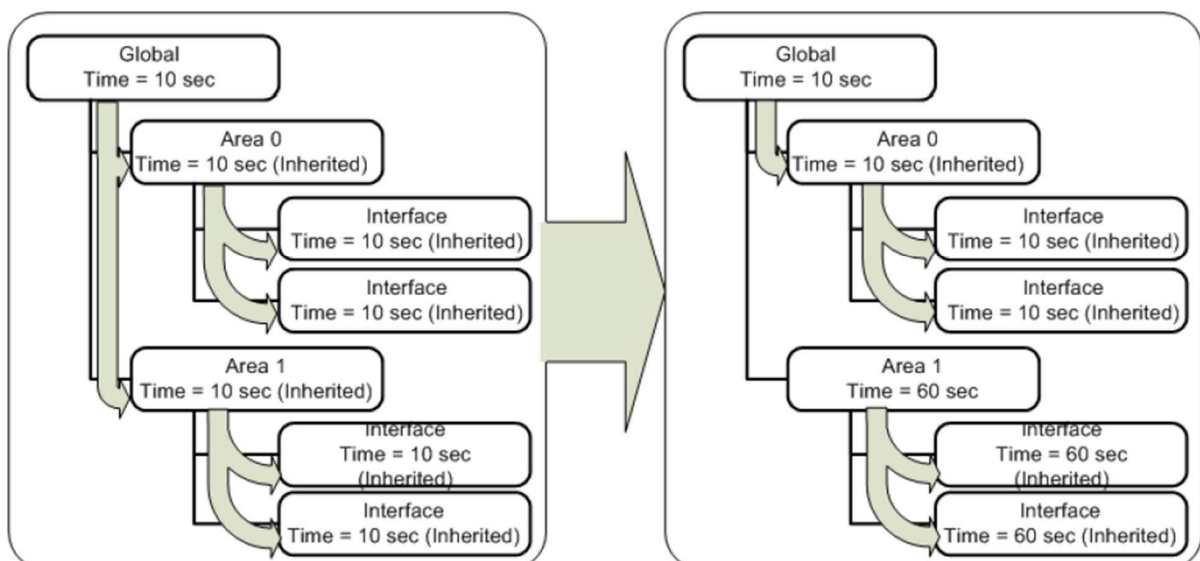 Global
Time = 10 sec
Area 0
Time = 10 sec (Inherited)
Interface
Time = 10 sec (Inherited)
Interface
Time = 10 sec (Inherited)
Area 1
Time = 10 sec (Inherited)
Interface
Time = 10 sec
(Inherited)
Interface
Time = 10 sec (Inherited)
Global
Time = 10 sec
Area 0
Time = 10 sec (Inherited)
Interface
Time = 10 sec (Inherited)
Interface
Time = 10 sec (Inherited)
Area 1
Time = 60 sec
Interface
Time = 60 sec
(Inherited)
Interface
Time = 60 sec (Inherited)